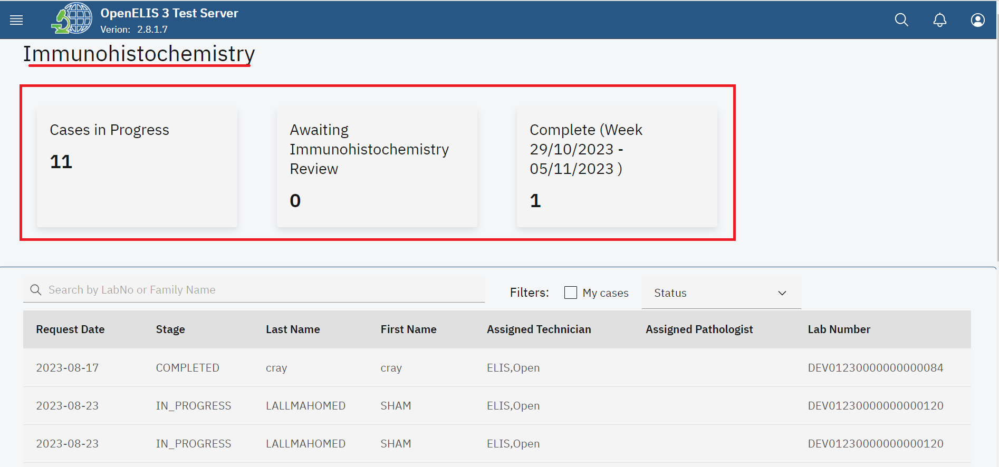 OpenELIS 3 Test Server
Verion: 2.8.1.7
Immunohistochemistry
Cases in Progress
11
Awaiting
Immunohistochemistry
Review
0
Complete (Week
29/10/2023 -
05/11/2023 )
1
Search by LabNo or Family Name
Filters: My cases Status
Request Date Stage Last Name First Name Assigned Technician Assigned Pathologist Lab Number
2023-08-17 COMPLETED cray cray ELIS,Open DEV01230000000000084
2023-08-23 IN_PROGRESS LALLMAHOMED SHAM ELIS,Open DEV01230000000000120
2023-08-23 IN_PROGRESS LALLMAHOMED SHAM ELIS,Open DEV01230000000000120